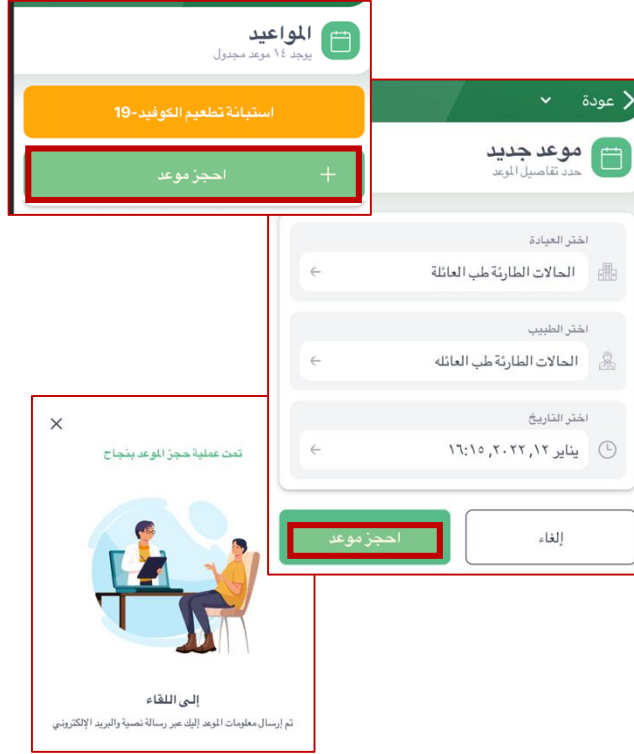 المواعيد
يوجد ١٤ موعد مجدول
استبانة تطعيم الكوفيد-19
احجز موعد
عودة
موعد جديد
حدد تفاصيل الموعد
اختر العيادة
الحالات الطارئة طب العائلة
اختر الطبيب
الحالات الطارئة طب العائله
اختر التاريخ
يناير ١٢, ٢٠٢٢, ١٦:١٥
إلغاء
احجز موعد
تمت عملية حجز الموعد بنجاح
إلى اللقاء
تم إرسال معلومات الموعد إليك عبر رسالة نصية والبريد الإلكتروني